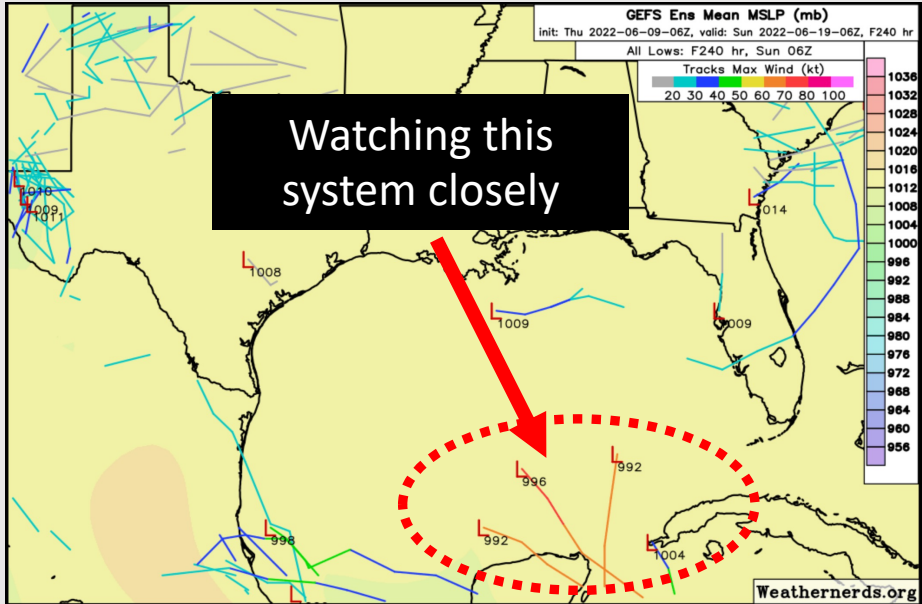 GEFS Ens Mean MSLP (mb)
init: Thu 2022-06-09-06Z, valid: Sun 2022-06-19-06Z, F240 hr
All Lows: F240 hr, Sun 06Z
Tracks Max Wind (kt)
20 30 40 50 60 70 80 100
1036
1032
1028
1024
1020
1016
1012
1008
1004
1000
996
992
988
984
980
976
972
968
964
960
956
Watching this
system closely
L
L 1009
L 1011
L 1014
L 1008
L 1009
L 1009
L 996
L 992
L 992
L 998
L 1004
L
Weathernerds.org